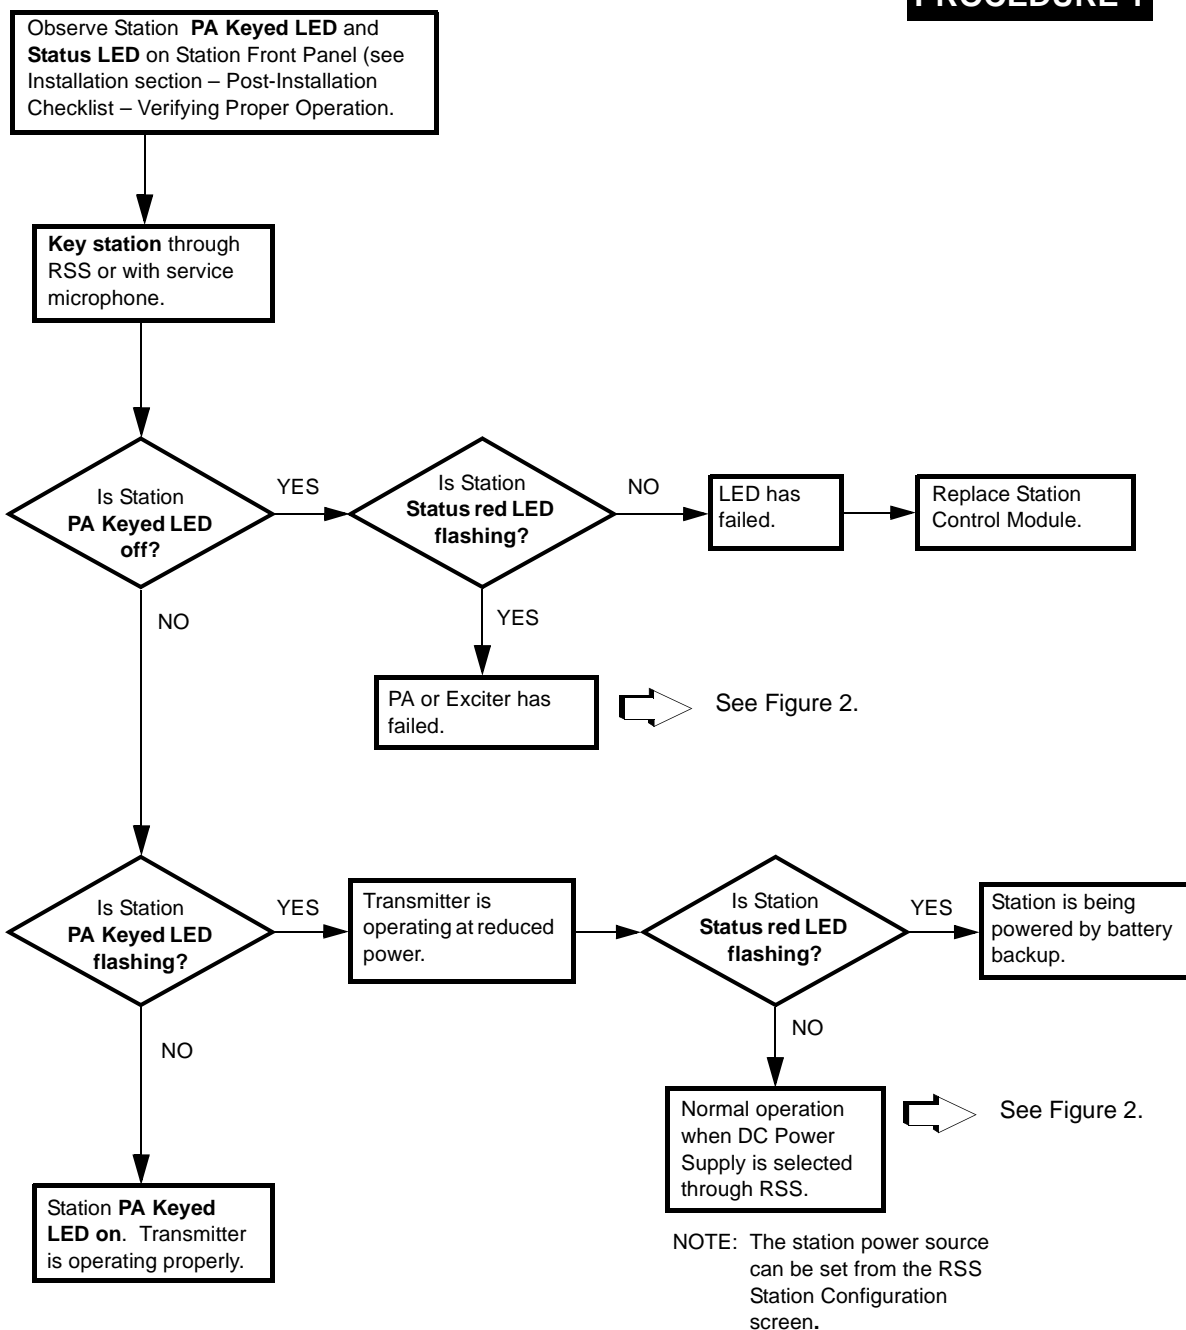 PROCEDURE 1
Observe Station PA Keyed LED and
Status LED on Station Front Panel (see
Installation section – Post-Installation
Checklist – Verifying Proper Operation.
Key station through
RSS or with service
microphone.
Is Station
PA Keyed LED
off?
YES
Is Station
Status red LED
flashing?
NO
LED has
failed.
Replace Station
Control Module.
NO
YES
PA or Exciter has
failed.
See Figure 2.
Is Station
PA Keyed LED
flashing?
YES
Transmitter is
operating at reduced
power.
Is Station
Status red LED
flashing?
YES
Station is being
powered by battery
backup.
NO
NO
Normal operation
when DC Power
Supply is selected
through RSS.
See Figure 2.
Station PA Keyed
LED on. Transmitter
is operating properly.
NOTE: The station power source
can be set from the RSS
Station Configuration
screen.